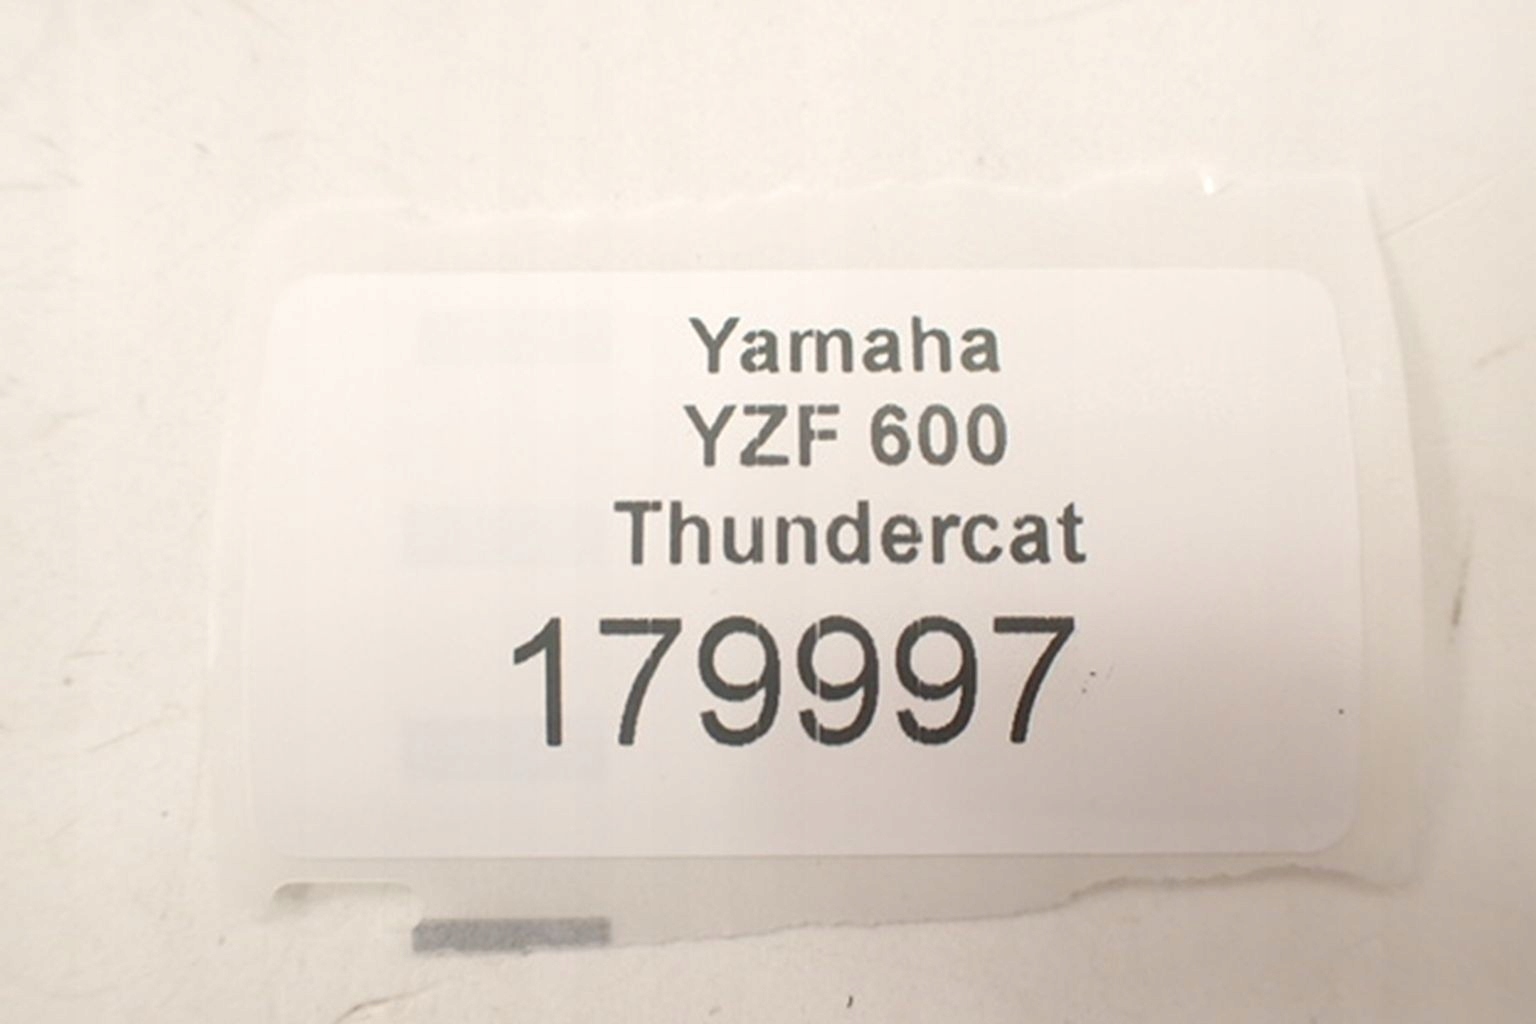 Yamaha
YZF 600
Thundercat
179997